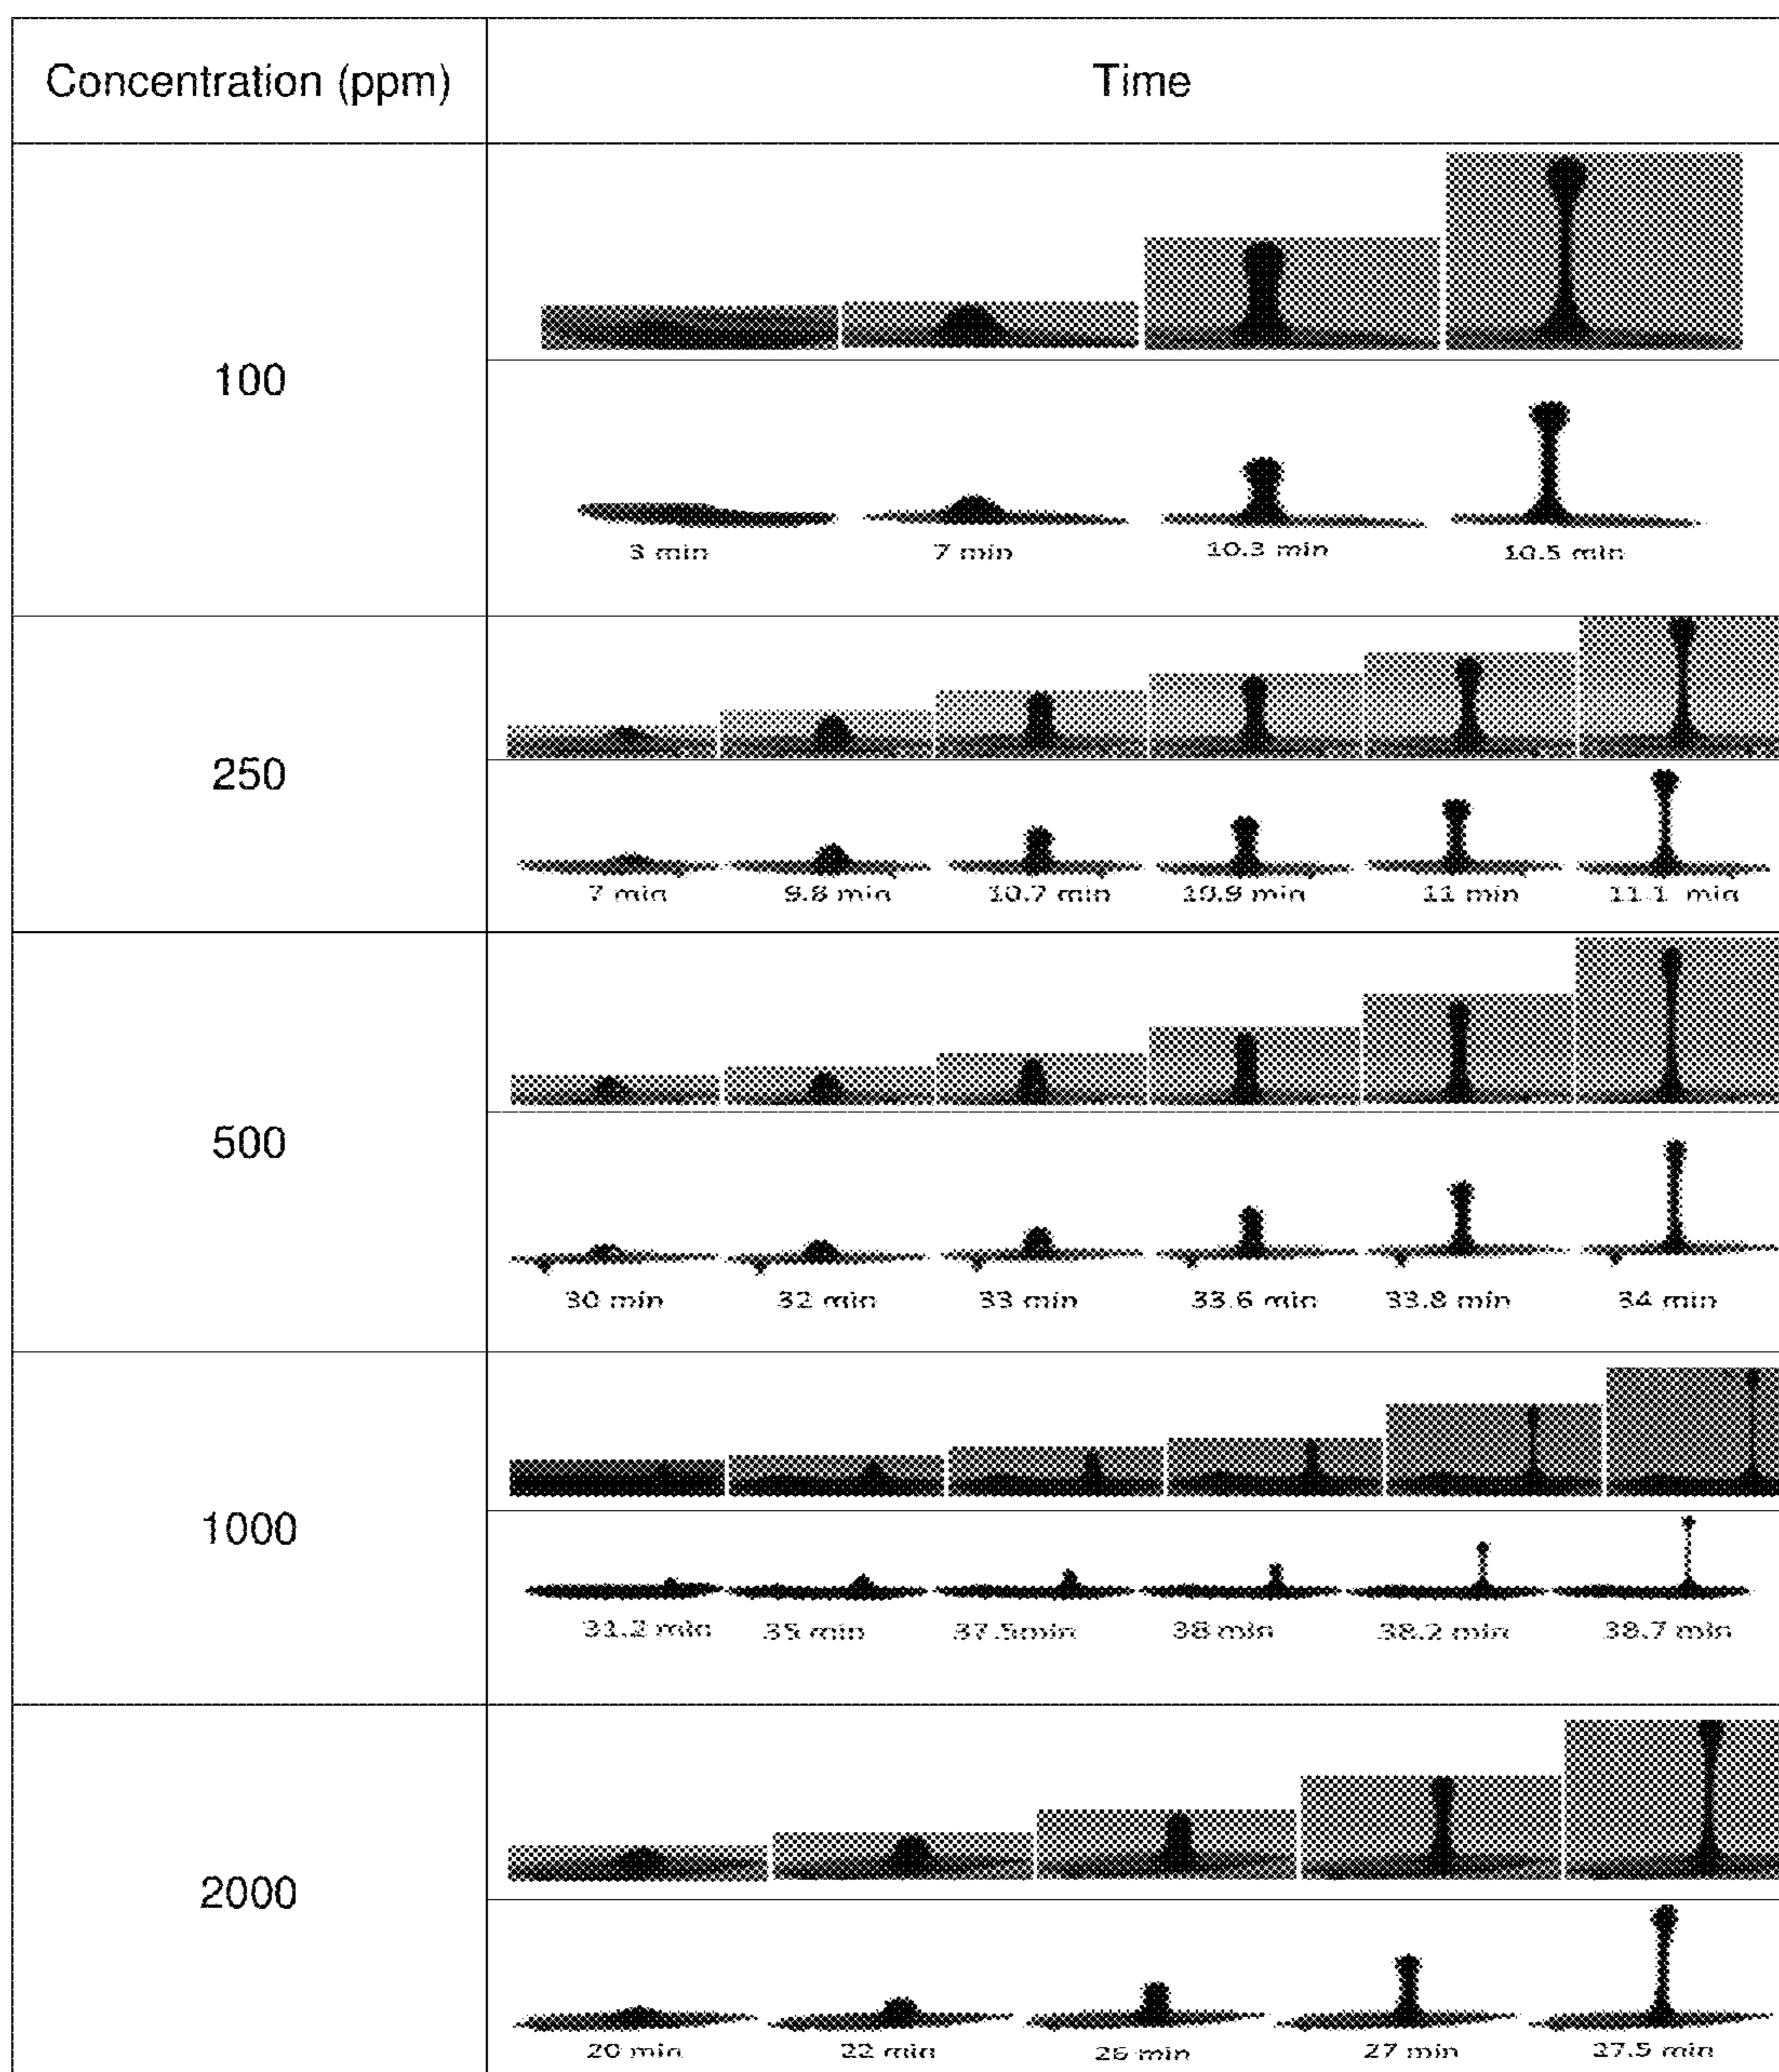 Concentration (ppm)
Time
100
3 min
7 min
10.3 min
10.5 min
250
7 min
9.8 min
10.7 min
10.9 min
11 min
11.1 min
500
30 min
32 min
33 min
33.6 min
33.8 min
34 min
1000
31.2 min
35 min
37.5min
38 min
38.2 min
38.7 min
2000
20 min
22 min
26 min
27 min
27.5 min